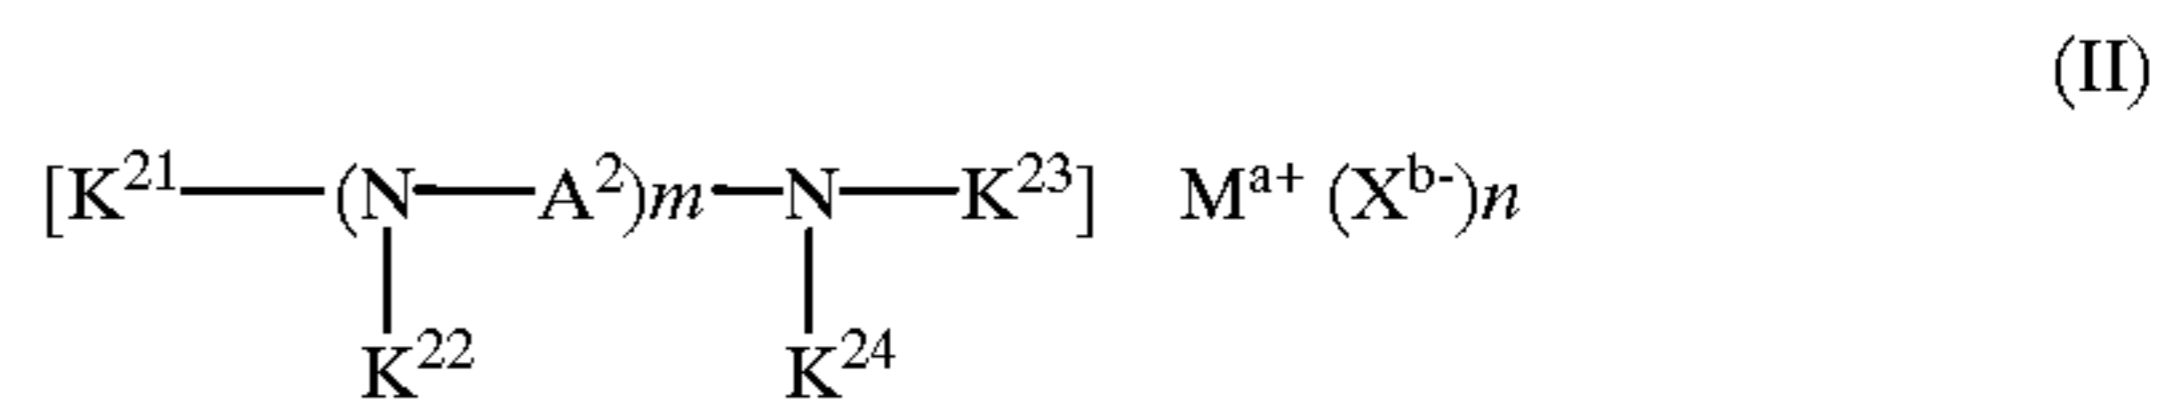 (II)
[K²¹—(N—A²)m—N—K²³] Mᵃ⁺ (Xᵇ⁻)n
K²² K²⁴